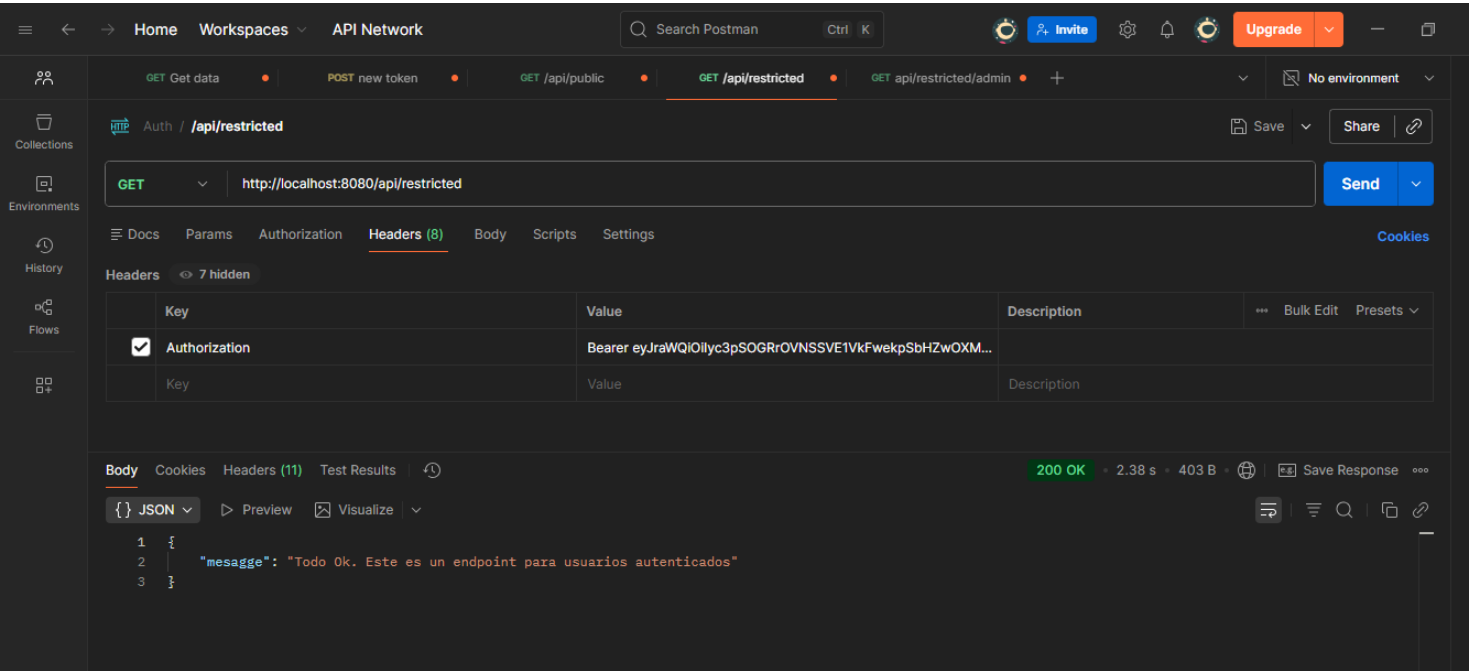 Home Workspaces API Network Search Postman Ctrl K Invite Upgrade
GET Get data POST new token GET /api/public GET /api/restricted GET api/restricted/admin No environment
HTTP Auth / /api/restricted Save Share
Collections
GET http://localhost:8080/api/restricted Send
Environments
Docs Params Authorization Headers (8) Body Scripts Settings Cookies
History
Headers 7 hidden
Key Value Description Bulk Edit Presets
Flows
Authorization Bearer eyJraWQiOiIyc3pSOGRrOVNSSVE1VkFwekpSbHZwOXM...
Key Value Description
Body Cookies Headers (11) Test Results 200 OK 2.38 s 403 B e.g. Save Response
{} JSON Preview Visualize
1 {
2 "mesagge": "Todo Ok. Este es un endpoint para usuarios autenticados"
3 }